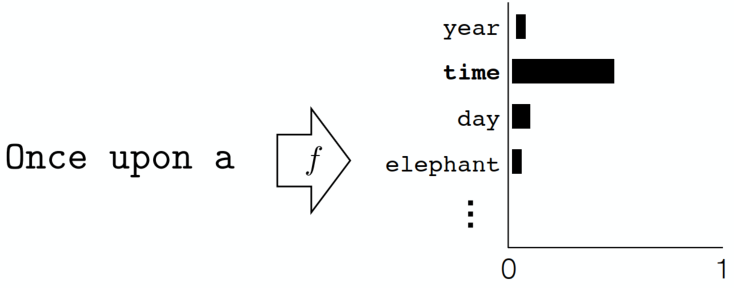 Once upon a
f
year
time
day
elephant
⋮
0 1